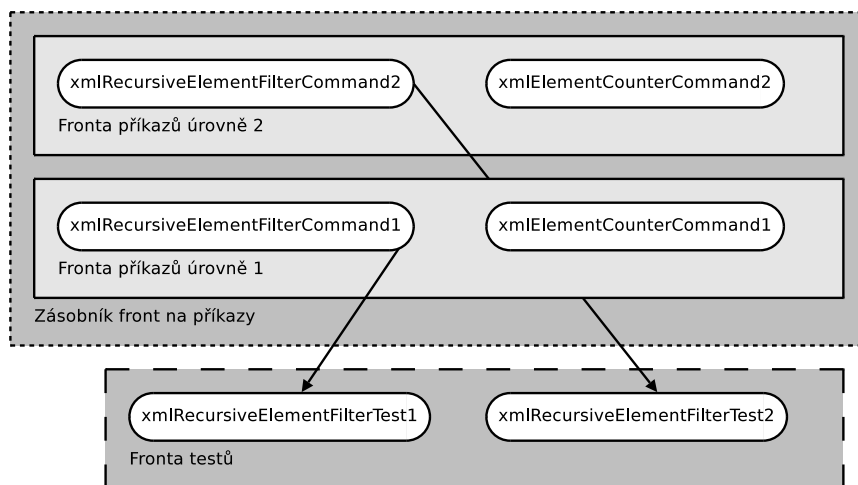 xmlRecursiveElementFilterCommand2
xmlElementCounterCommand2
Fronta příkazů úrovně 2
xmlRecursiveElementFilterCommand1
xmlElementCounterCommand1
Fronta příkazů úrovně 1
Zásobník front na příkazy
xmlRecursiveElementFilterTest1
xmlRecursiveElementFilterTest2
Fronta testů